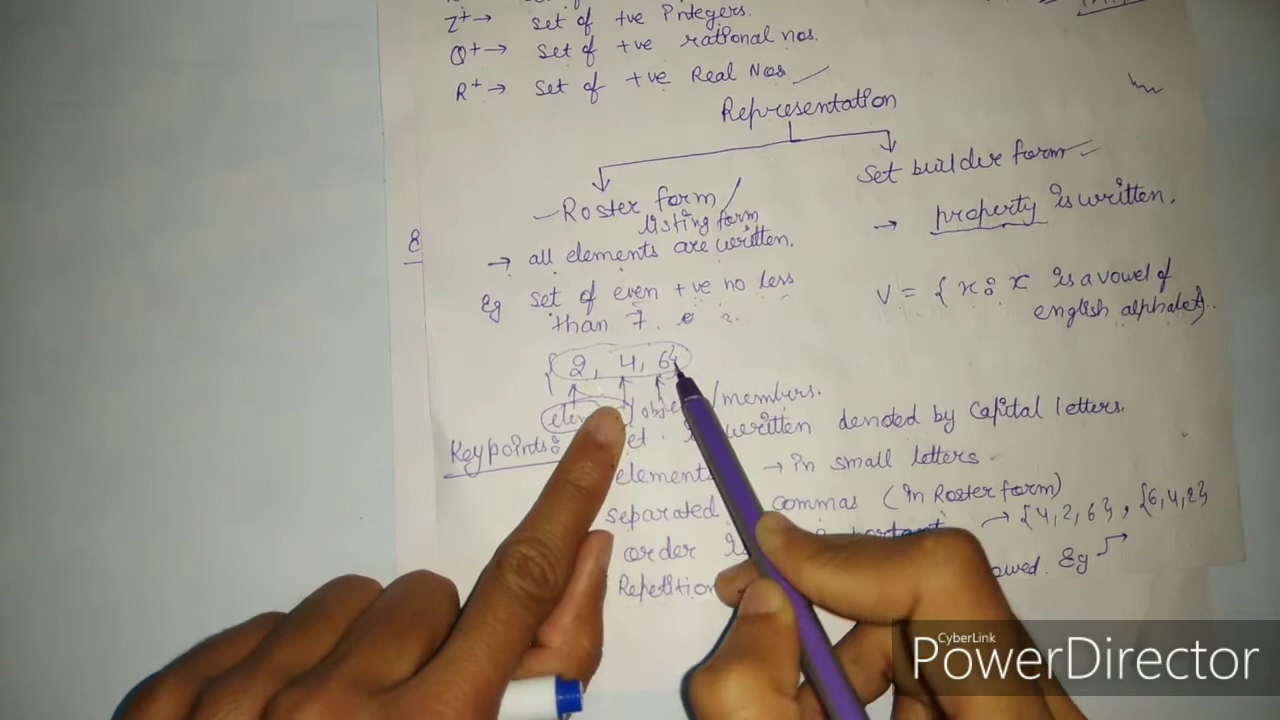 Z+→ set of +ve Integers.
Q+→ set of +ve rational nos.
R+→ set of +ve Real Nos
Representation
Roster form /
listing form
→ all elements are written.
Eg set of even +ve no less
than 7.
{ 2, 4, 6}
/members.
Set builder form
→ property is written.
V = { x: x is a vowel of
english alphabet}.
8
Keypoints: written denoted by Capital letters.
elements → in small letters
separated commas (in Roster form)
order → {4,2,6}, {6,4,2}
Repetition Eg
CyberLink
PowerDirector